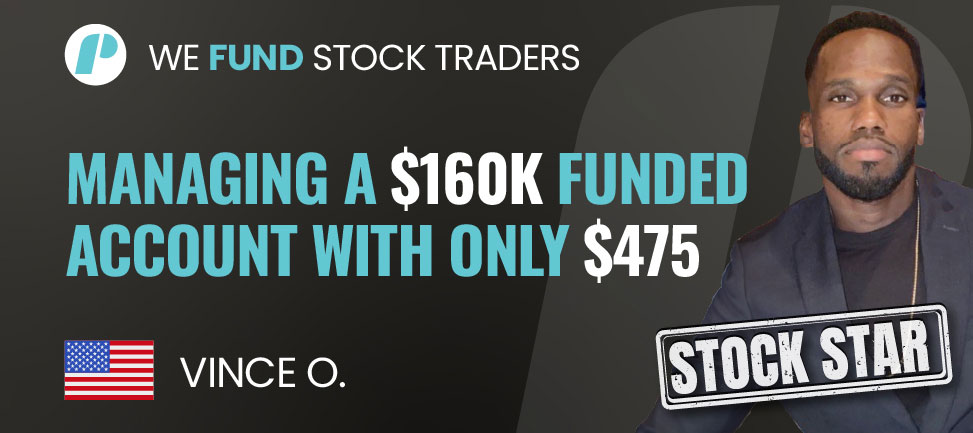 P WE FUND STOCK TRADERS
MANAGING A $160K FUNDED
ACCOUNT WITH ONLY $475
VINCE O.
STOCK STAR